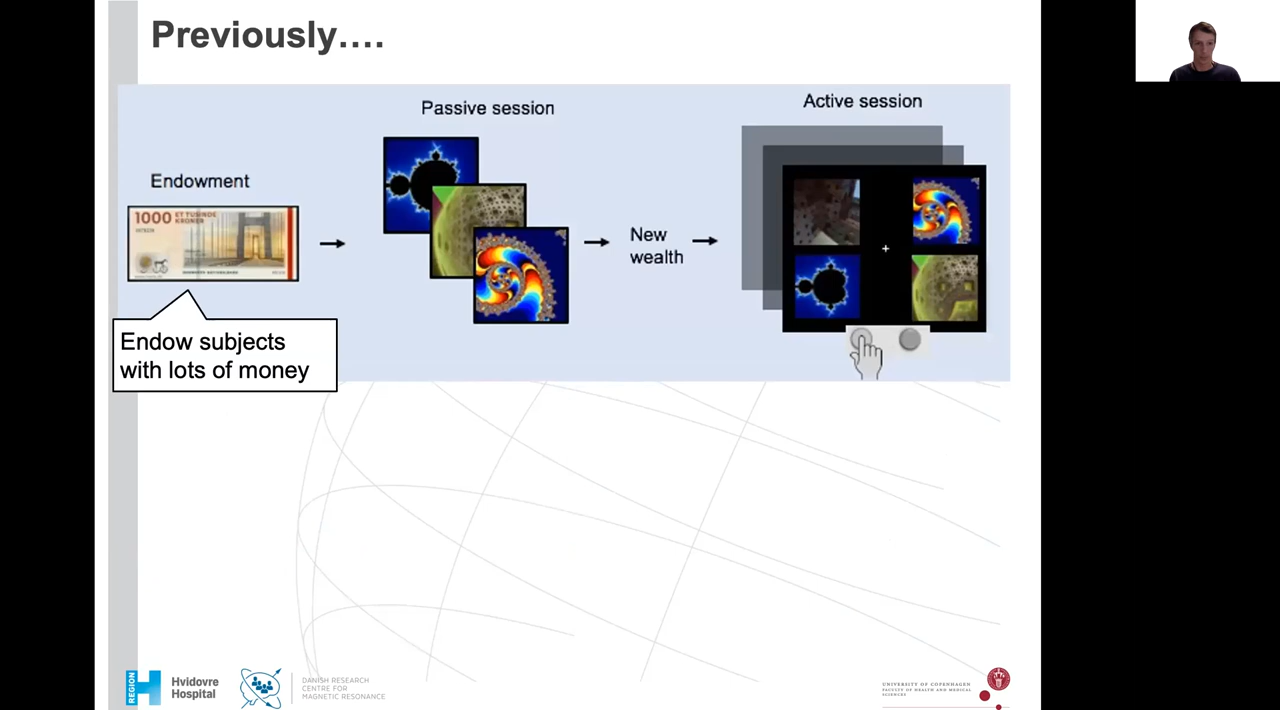 Previously....
Passive session
Active session
Endowment
1000 ET TUSINDE
KRONER
New
wealth
Endow subjects
with lots of money
REGION
H
Hvidovre
Hospital
DANISH RESEARCH
CENTRE FOR
MAGNETIC RESONANCE
UNIVERSITY OF COPENHAGEN
FACULTY OF HEALTH AND MEDICAL
SCIENCES